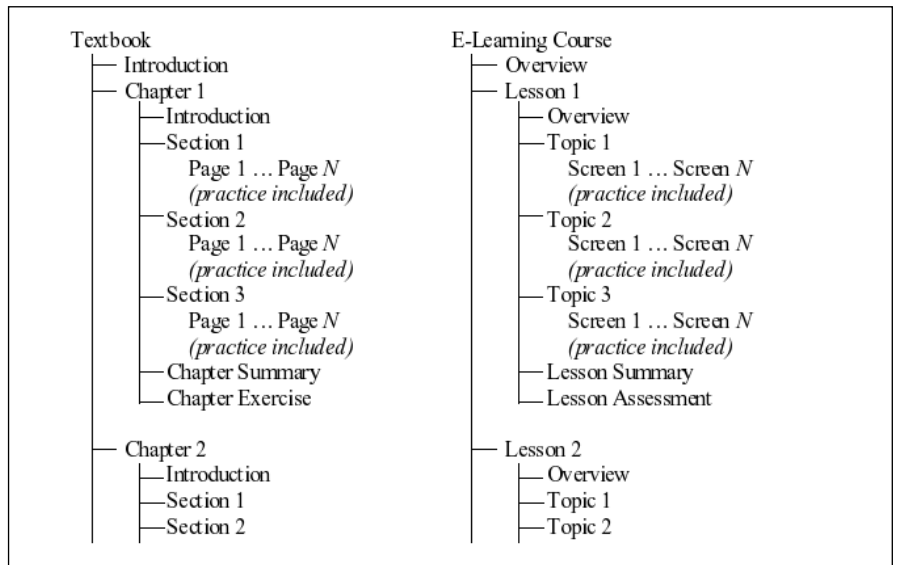 Textbook
Introduction
Chapter 1
Introduction
Section 1
Page 1 … Page N
(practice included)
Section 2
Page 1 … Page N
(practice included)
Section 3
Page 1 … Page N
(practice included)
Chapter Summary
Chapter Exercise
Chapter 2
Introduction
Section 1
Section 2
E-Learning Course
Overview
Lesson 1
Overview
Topic 1
Screen 1 … Screen N
(practice included)
Topic 2
Screen 1 … Screen N
(practice included)
Topic 3
Screen 1 … Screen N
(practice included)
Lesson Summary
Lesson Assessment
Lesson 2
Overview
Topic 1
Topic 2